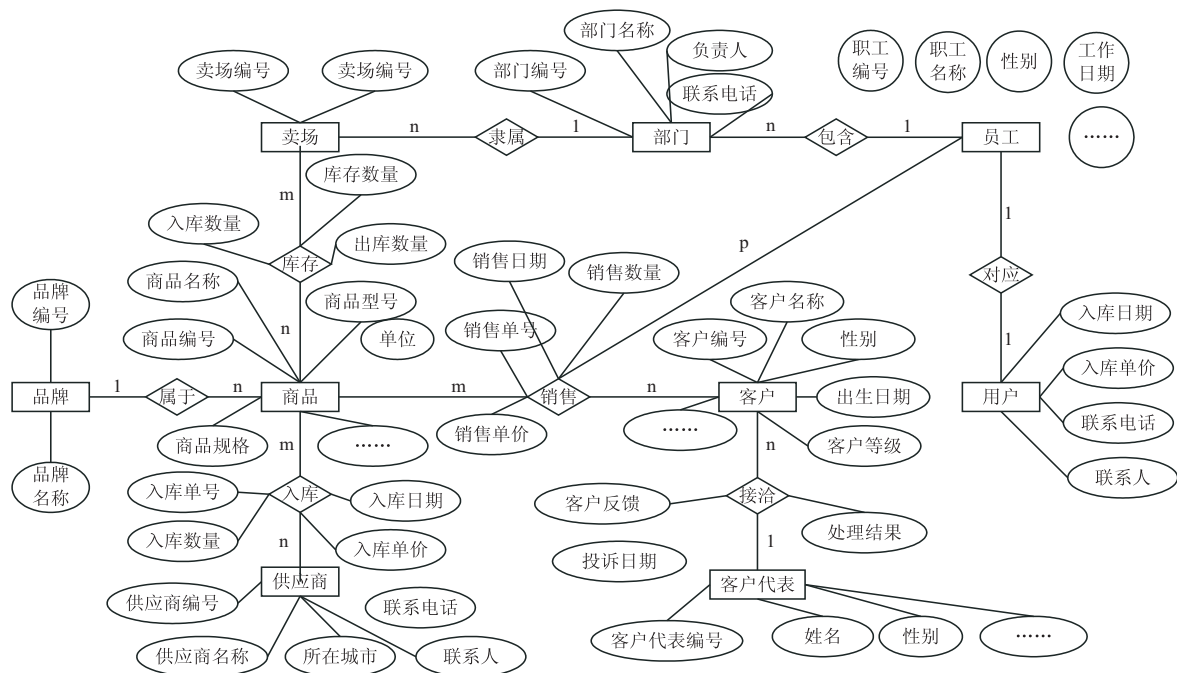 部门名称
负责人
职工
编号
职工
名称
性别
工作
日期
卖场编号
卖场编号
部门编号
联系电话
卖场
n
隶属
1
部门
n
包含
1
员工
……
库存数量
m
入库数量
出库数量
库存
p
1
销售日期
销售数量
对应
商品名称
商品型号
客户名称
品牌
编号
n
商品编号
单位
销售单号
客户编号
性别
入库日期
1
入库单价
品牌
1
属于
n
商品
m
销售
n
客户
出生日期
用户
联系电话
商品规格
m
……
销售单价
……
n
客户等级
联系人
品牌
名称
入库单号
入库
入库日期
客户反馈
接洽
处理结果
入库数量
n
入库单价
1
投诉日期
供应商
客户代表
供应商编号
联系电话
供应商名称
所在城市
联系人
客户代表编号
姓名
性别
……